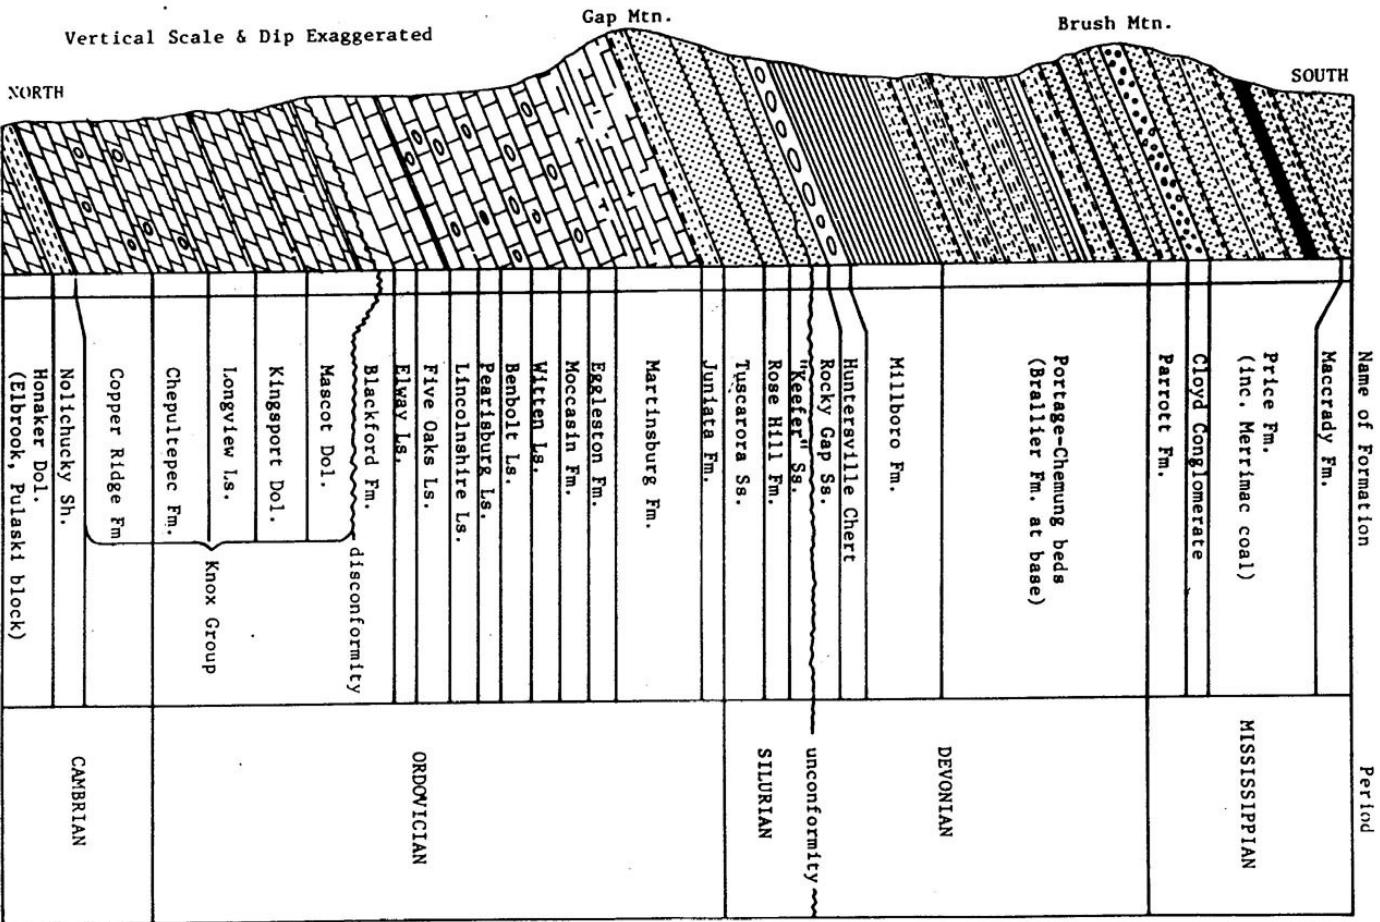 Vertical Scale & Dip Exaggerated
Gap Mtn.
Brush Mtn.
NORTH
SOUTH
Name of Formation
Maccrady Fm.
Price Fm.
(inc. Merrimac coal)
Cloyd Conglomerate
Parrott Fm.
Portage-Chemung beds
(Brallier Fm. at base)
Millboro Fm.
Huntersville Chert
Rocky Gap Ss.
"Keefer" Ss.
Rose Hill Fm.
Tuscarora Ss.
Juniata Fm.
Martinsburg Fm.
Eggleston Fm.
Moccasin Fm.
Witten Ls.
Benbolt Ls.
Pearisburg Ls.
Lincolnshire Ls.
Five Oaks Ls.
Elway Ls.
Blackford Fm.
disconformity
Mascot Dol.
Kingsport Dol.
Longview Ls.
Knox Group
Chepultepec Fm.
Copper Ridge Fm
Nolichucky Sh.
Honaker Dol.
(Elbrook, Pulaski block)
Period
MISSISSIPPIAN
DEVONIAN
unconformity
SILURIAN
ORDOVICIAN
CAMBRIAN